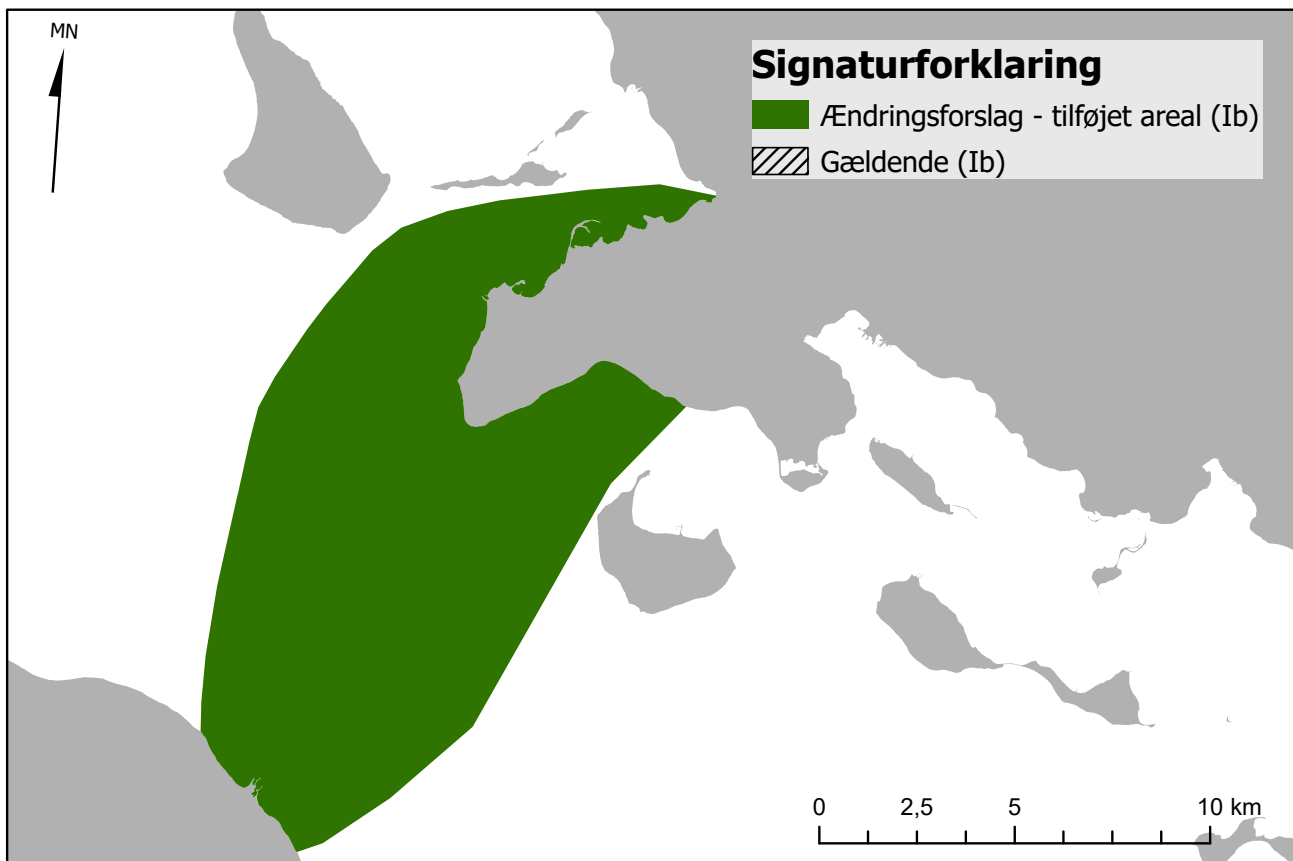 MN
Signaturforklaring
Ændringsforslag - tilføjet areal (Ib)
Gældende (Ib)
0 2,5 5 10 km